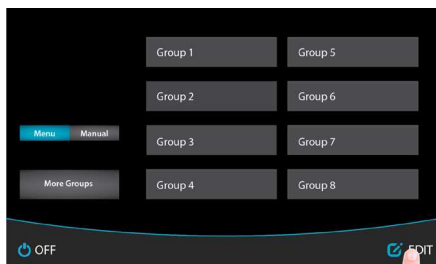 Group 1
Group 5
Group 2
Group 6
Menu
Manual
Group 3
Group 7
More Groups
Group 4
Group 8
OFF
EDIT